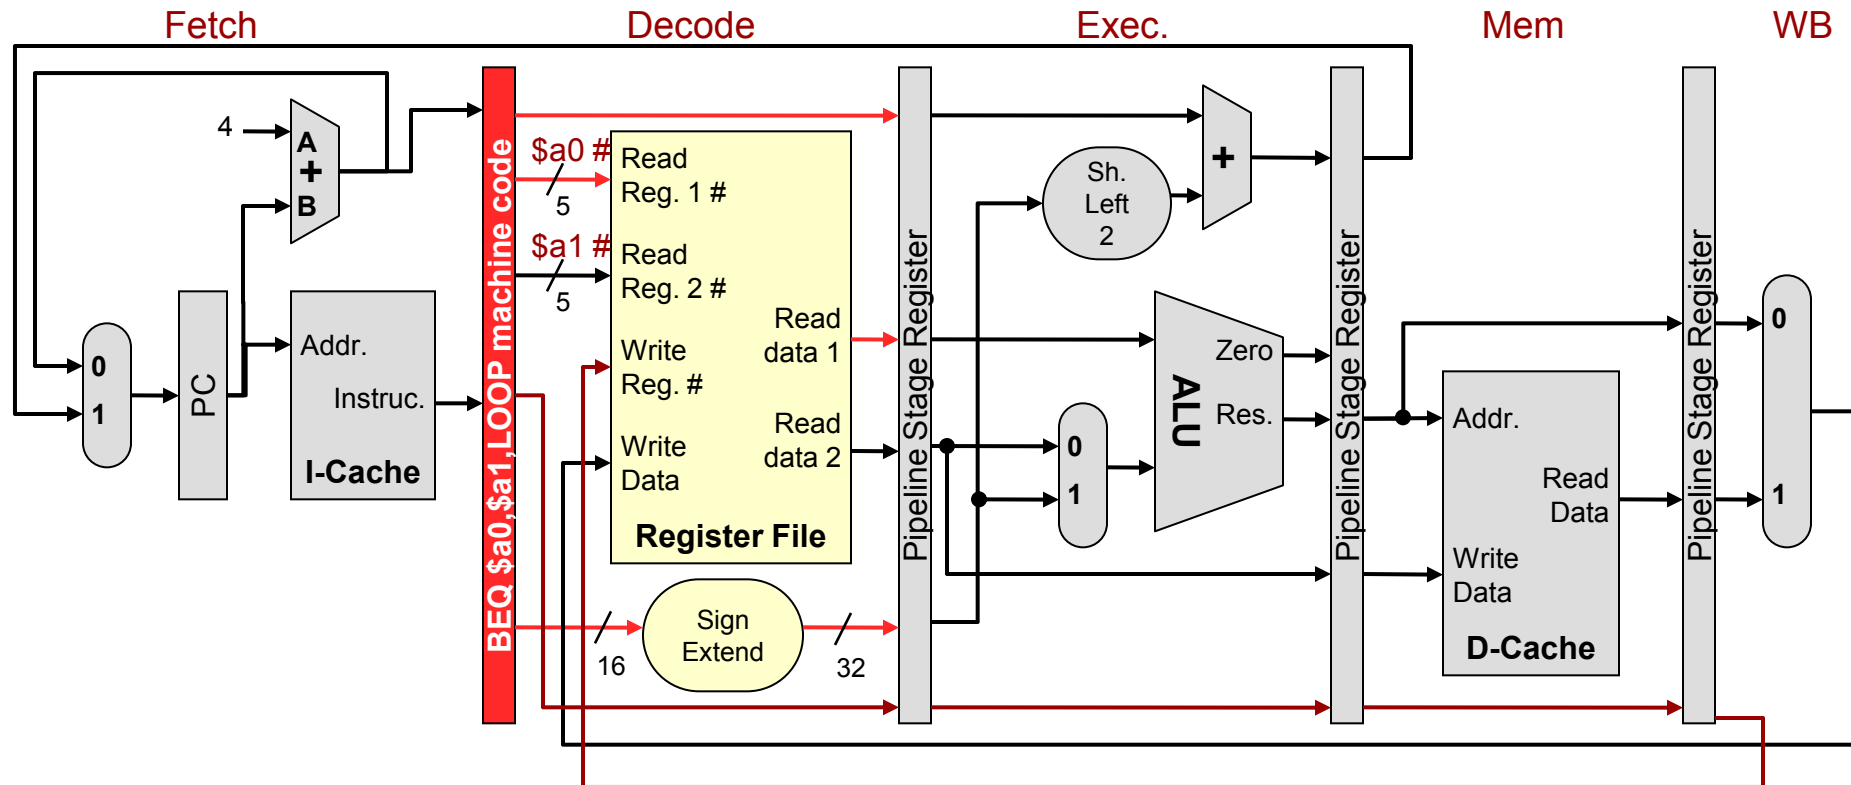 Fetch
Decode
Exec.
Mem
WB
4
A
+
B
0
1
PC
Addr.
Instruc.
I-Cache
BEQ $a0,$a1,LOOP machine code
$a0 #
5
$a1 #
5
Read
Reg. 1 #
Read
Reg. 2 #
Write
Reg. #
Write
Data
Read
data 1
Read
data 2
Register File
16
Sign
Extend
32
Pipeline Stage Register
Sh.
Left
2
+
0
1
ALU
Zero
Res.
Pipeline Stage Register
Addr.
Read
Data
Write
Data
D-Cache
Pipeline Stage Register
0
1